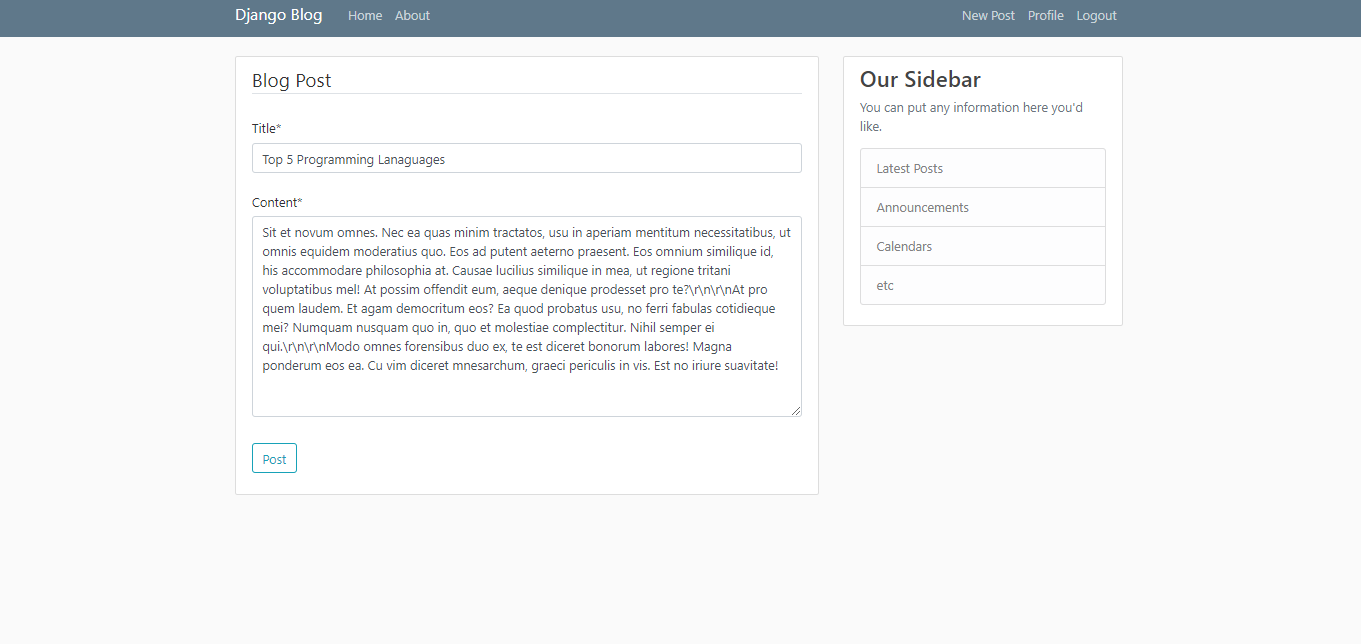 Django Blog Home About New Post Profile Logout
Blog Post
Title*
Top 5 Programming Lanaguages
Content*
Sit et novum omnes. Nec ea quas minim tractatos, usu in aperiam mentitum necessitatibus, ut
omnis equidem moderatius quo. Eos ad putent aeterno praesent. Eos omnium similique id,
his accommodare philosophia at. Causae lucilius similique in mea, ut regione tritani
voluptatibus mel! At possim offendit eum, aeque denique prodesset pro te?\r\n\r\nAt pro
quem laudem. Et agam democritum eos? Ea quod probatus usu, no ferri fabulas cotidieque
mei? Numquam nusquam quo in, quo et molestiae complectitur. Nihil semper ei
qui.\r\n\r\nModo omnes forensibus duo ex, te est diceret bonorum labores! Magna
ponderum eos ea. Cu vim diceret mnesarchum, graeci periculis in vis. Est no iriure suavitate!
Post
Our Sidebar
You can put any information here you'd
like.
Latest Posts
Announcements
Calendars
etc